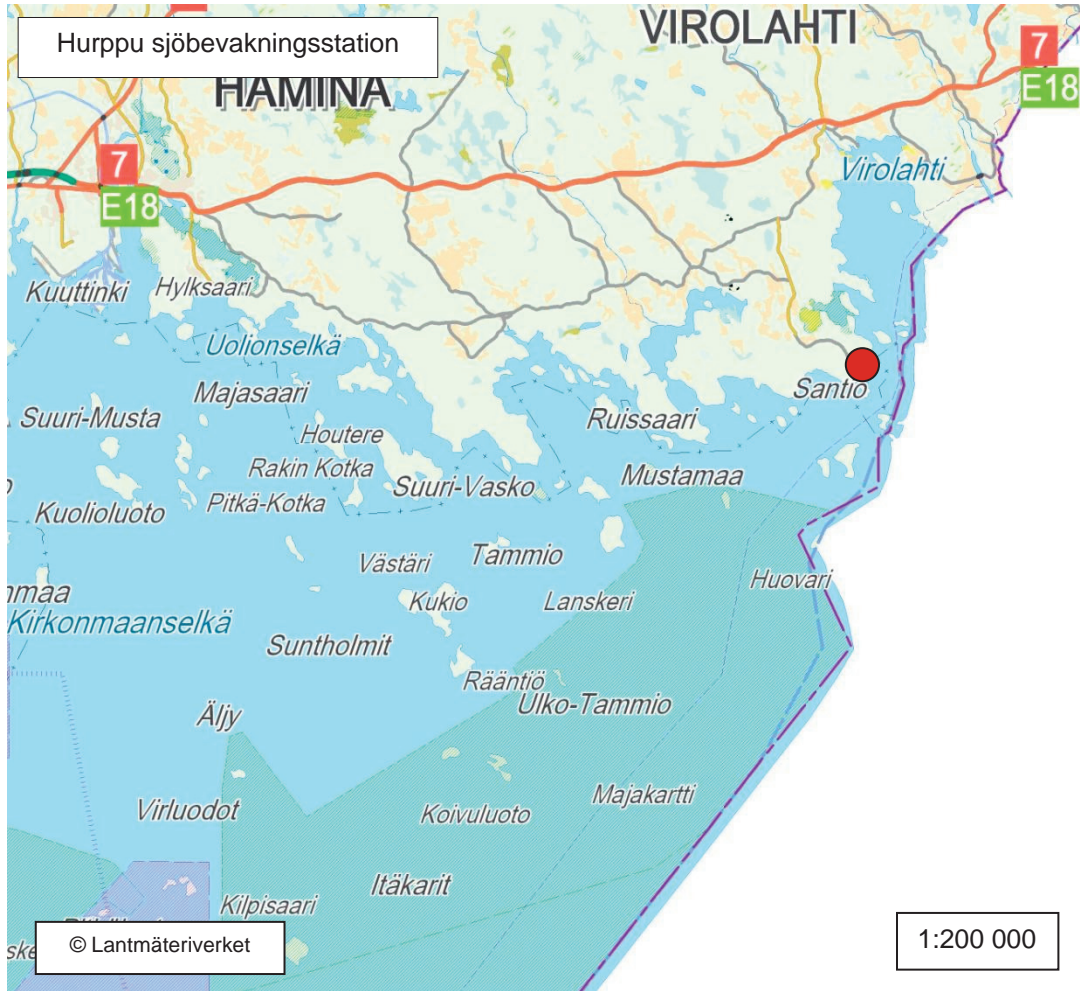 Hurppu sjöbevakningsstation
VIROLAHTI
7
E18
HAMINA
7
E18
Virolahti
Kuuttinki
Hylksaari
Uolionselkä
Majasaari
Santio
Suuri-Musta
Houtere
Ruissaari
Rakin Kotka
Mustamaa
Suuri-Vasko
Pitkä-Kotka
Kuolioluoto
Västäri
Tammio
Huovari
nmaa
Kukio
Lanskeri
Kirkonmaanselkä
Suntholmit
Rääntiö
Ulko-Tammio
Äljy
Majakartti
Virluodot
Koivuluoto
Itäkarit
Kilpisaari
© Lantmäteriverket
1:200 000